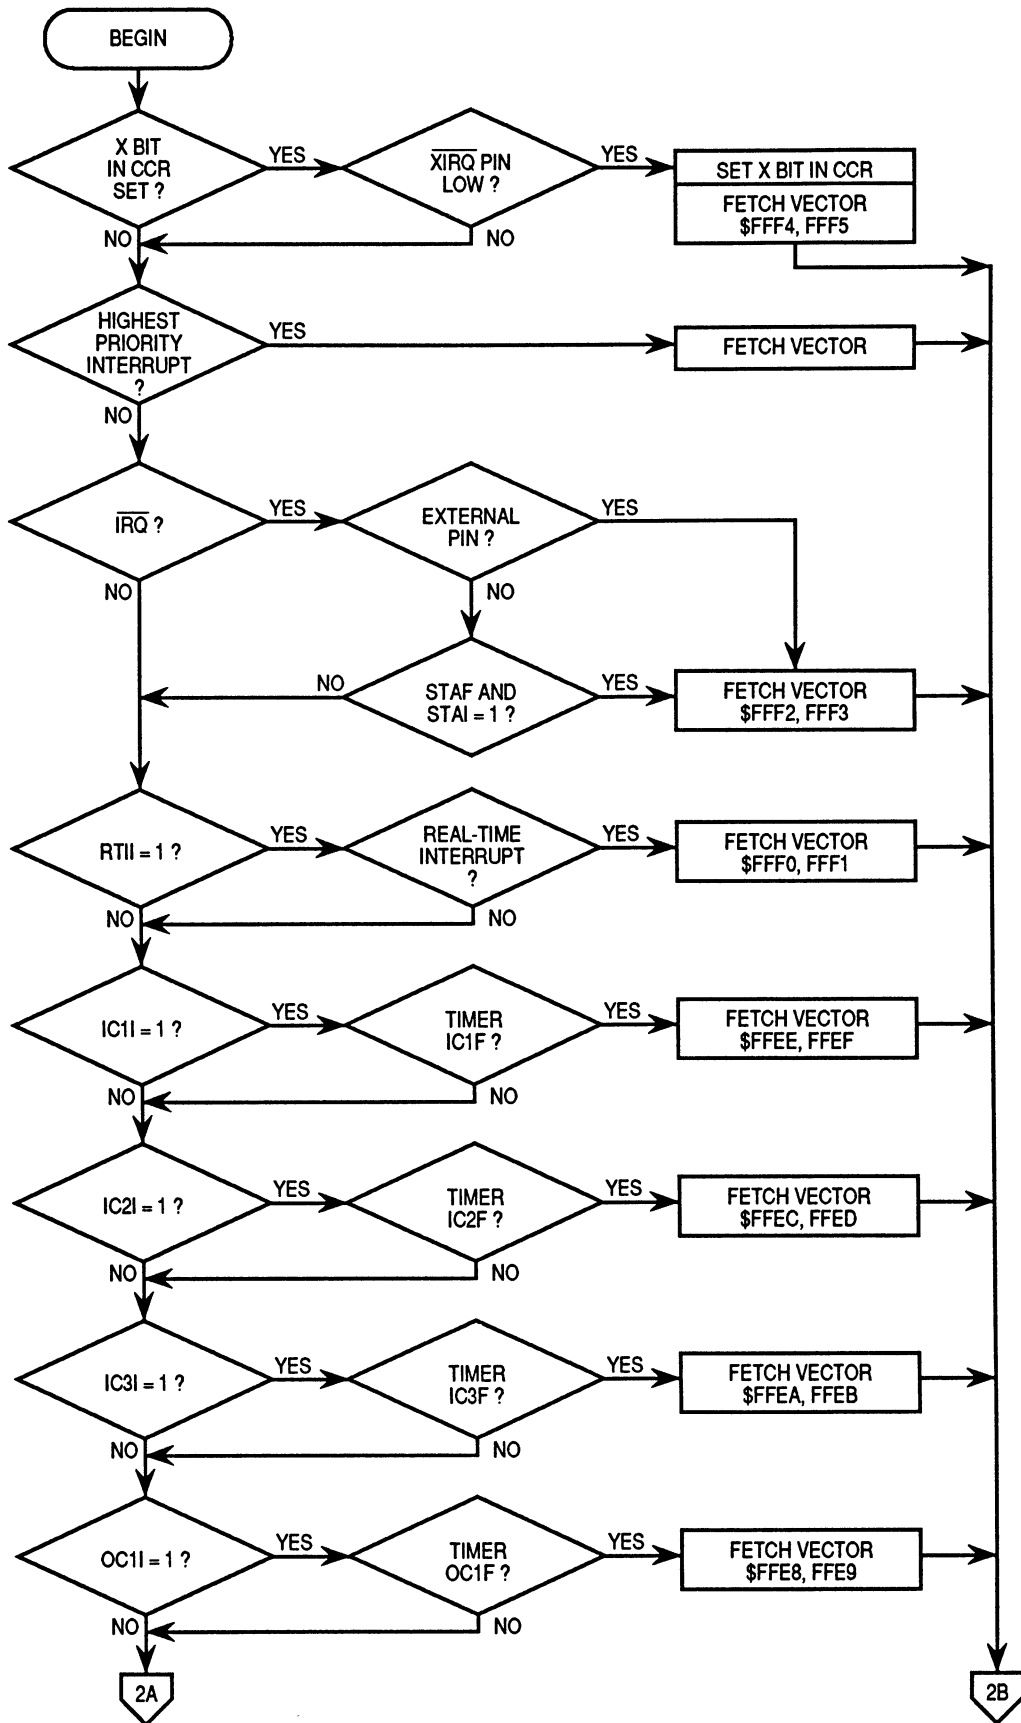 BEGIN
X BIT
IN CCR
SET ?
YES
XIRQ PIN
LOW ?
YES
SET X BIT IN CCR
FETCH VECTOR
$FFF4, FFF5
NO
NO
HIGHEST
PRIORITY
INTERRUPT
?
YES
FETCH VECTOR
NO
IRQ ?
YES
EXTERNAL
PIN ?
YES
NO
NO
NO
STAF AND
STAI = 1 ?
YES
FETCH VECTOR
$FFF2, FFF3
RTII = 1 ?
YES
REAL-TIME
INTERRUPT
?
YES
FETCH VECTOR
$FFF0, FFF1
NO
NO
IC1I = 1 ?
YES
TIMER
IC1F ?
YES
FETCH VECTOR
$FFEE, FFEF
NO
NO
IC2I = 1 ?
YES
TIMER
IC2F ?
YES
FETCH VECTOR
$FFEC, FFED
NO
NO
IC3I = 1 ?
YES
TIMER
IC3F ?
YES
FETCH VECTOR
$FFEA, FFEB
NO
NO
OC1I = 1 ?
YES
TIMER
OC1F ?
YES
FETCH VECTOR
$FFE8, FFE9
NO
NO
2A
2B